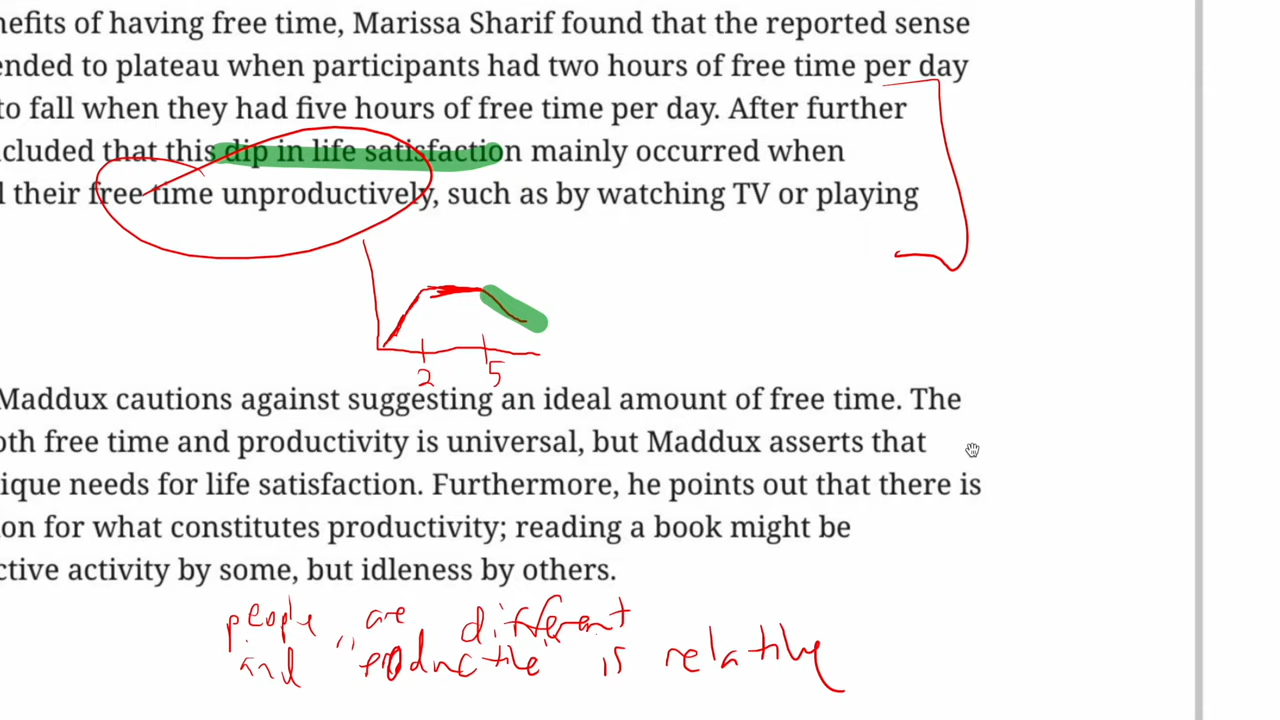 nefits of having free time, Marissa Sharif found that the reported sense
ended to plateau when participants had two hours of free time per day
to fall when they had five hours of free time per day. After further
cluded that this dip in life satisfaction mainly occurred when
l their free time unproductively, such as by watching TV or playing
2 5
Maddux cautions against suggesting an ideal amount of free time. The
oth free time and productivity is universal, but Maddux asserts that
ique needs for life satisfaction. Furthermore, he points out that there is
ion for what constitutes productivity; reading a book might be
ctive activity by some, but idleness by others.
people are different
and "productive" is relative